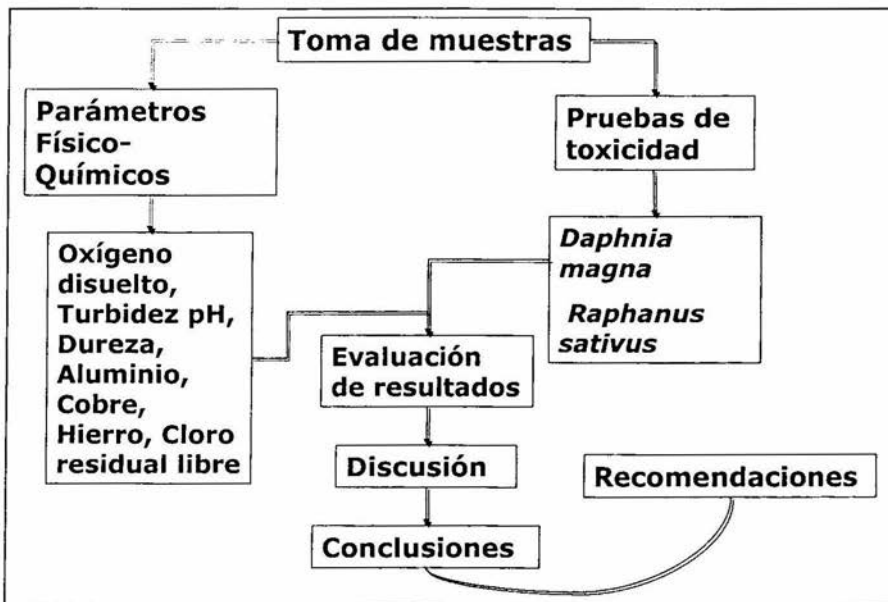 Toma de muestras
Parámetros
Físico-
Químicos
Pruebas de
toxicidad
Oxígeno
disuelto,
Turbidez pH,
Dureza,
Aluminio,
Cobre,
Hierro, Cloro
residual libre
Daphnia
magna
Raphanus
sativus
Evaluación
de resultados
Discusión
Recomendaciones
Conclusiones